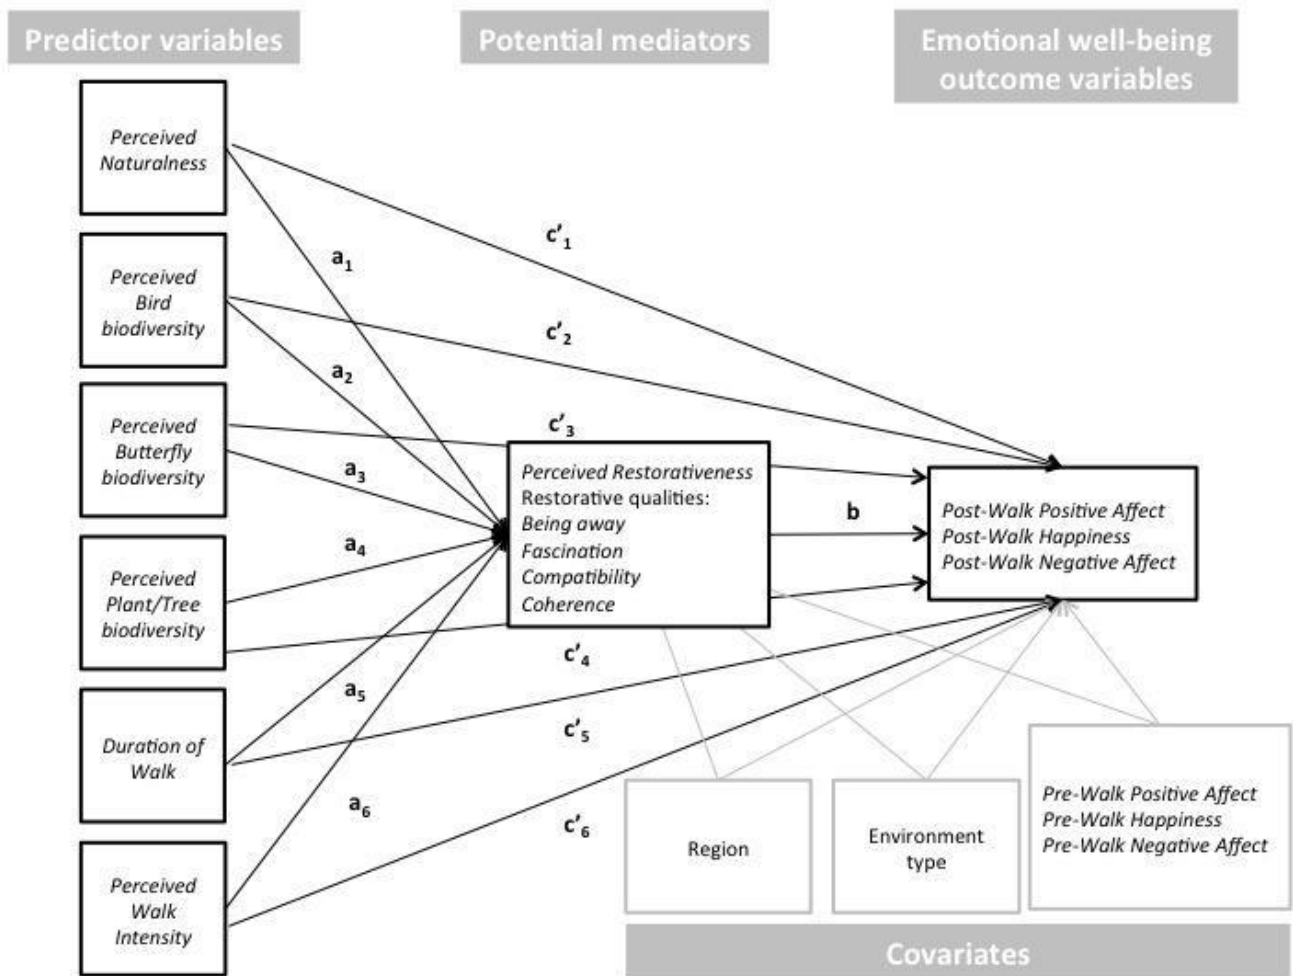 Predictor variables
Potential mediators
Emotional well-being
outcome variables
Perceived
Naturalness
Perceived
Bird
biodiversity
Perceived
Butterfly
biodiversity
Perceived
Plant/Tree
biodiversity
Duration of
Walk
Perceived
Walk
Intensity
a1
a2
a3
a4
a5
a6
c'1
c'2
c'3
c'4
c'5
c'6
Perceived Restorativeness
Restorative qualities:
Being away
Fascination
Compatibility
Coherence
b
Post-Walk Positive Affect
Post-Walk Happiness
Post-Walk Negative Affect
Region
Environment
type
Pre-Walk Positive Affect
Pre-Walk Happiness
Pre-Walk Negative Affect
Covariates